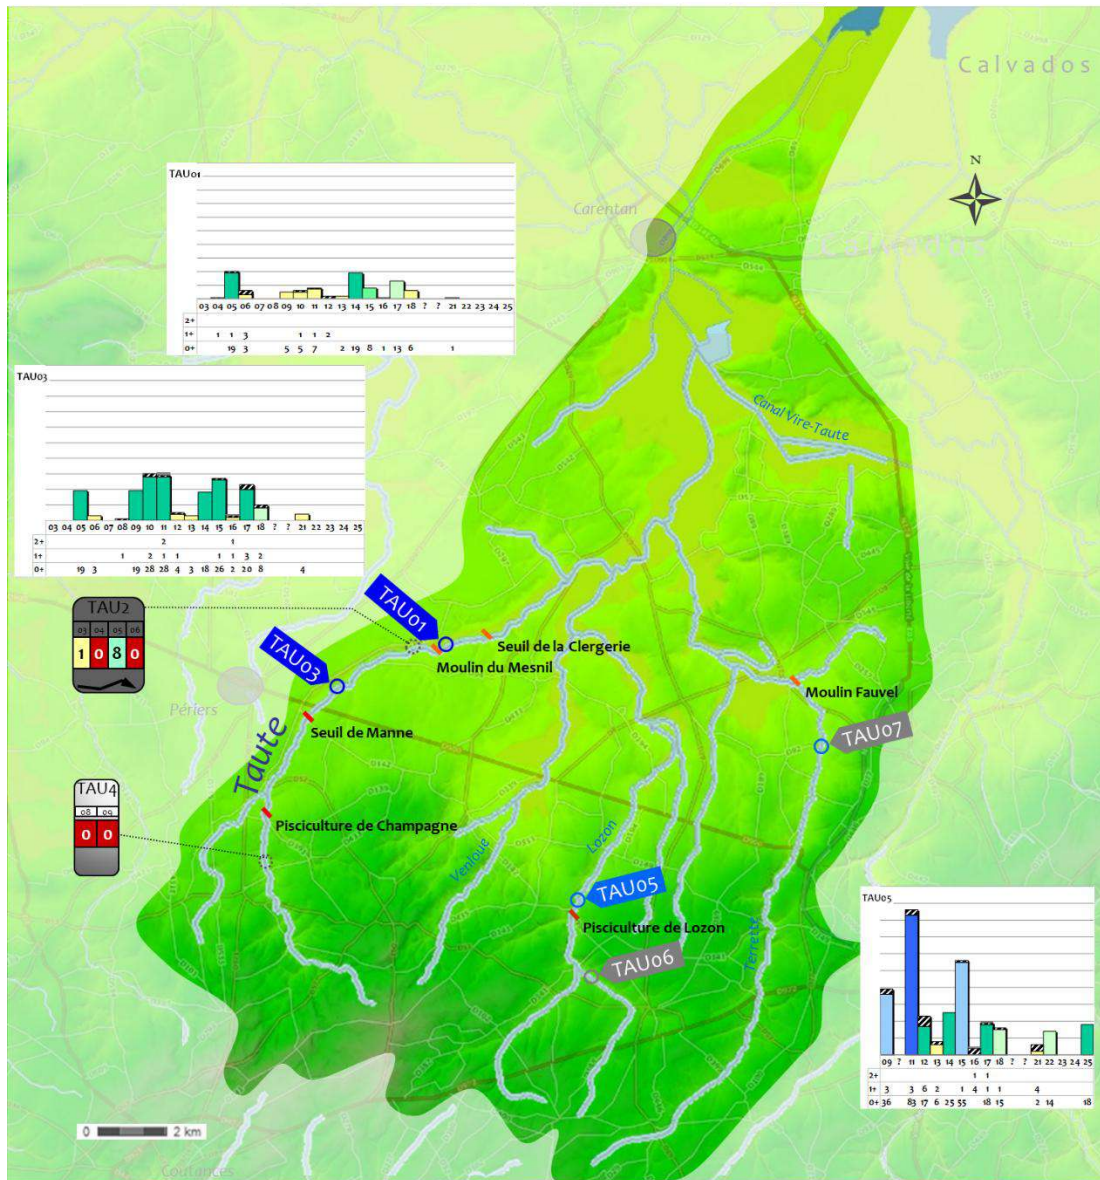 Calvados
N
TAU01
03 04 05 06 07 08 09 10 11 12 13 14 15 16 17 18 ? ? 21 22 23 24 25
2+
1+ 1 1 3 1 1 2
0+ 19 3 5 5 7 2 19 8 1 13 6 1
Carentan
Calvados
TAU03
03 04 05 06 07 08 09 10 11 12 13 14 15 16 17 18 ? ? 21 22 23 24 25
2+ 2 1
1+ 1 2 1 1 1 1 3 2
0+ 19 3 19 28 28 4 3 18 26 2 20 8 4
Canal Vire-Taute
TAU2
03 04 05 06
1 0 8 0
TAU01
Seuil de la Clergerie
Moulin du Mesnil
TAU03
Périers
Seuil de Manne
Moulin Fauvel
TAU07
Taute
TAU4
08 09
0 0
Pisciculture de Champagne
Venloue
Lozon
TAU05
Pisciculture de Lozon
TAU06
Terrette
TAU05
09 ? 11 12 13 14 15 16 17 18 ? ? 21 22 23 24 25
2+ 1 1
1+ 3 3 6 2 1 4 1 1 4
0+ 36 83 17 6 25 55 18 15 2 14 18
0 2 km
Coutances